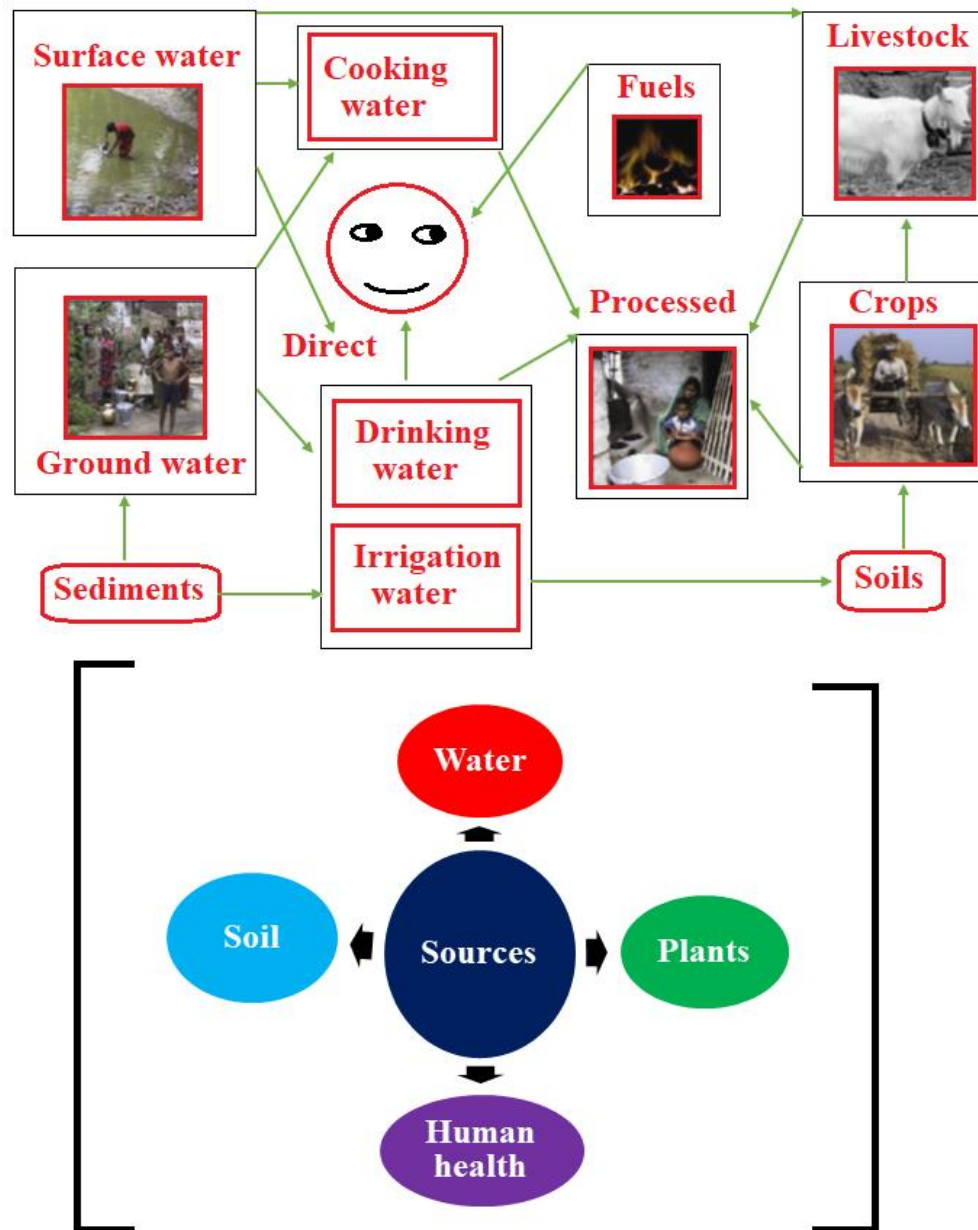 Surface water
Cooking
water
Fuels
Livestock
Direct
Processed
Crops
Ground water
Drinking
water
Irrigation
water
Sediments
Soils
Water
Soil
Sources
Plants
Human
health